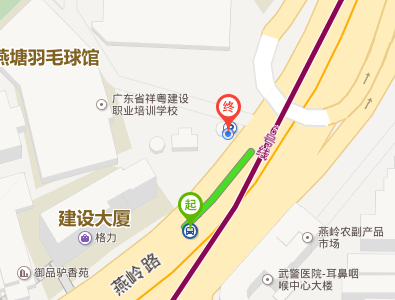 燕塘羽毛球馆
终
广东省祥粤建设
职业培训学校
起
建设大厦
格力
燕岭路
燕岭农副产品
市场
御品驴香苑
武警医院-耳鼻咽
喉中心大楼